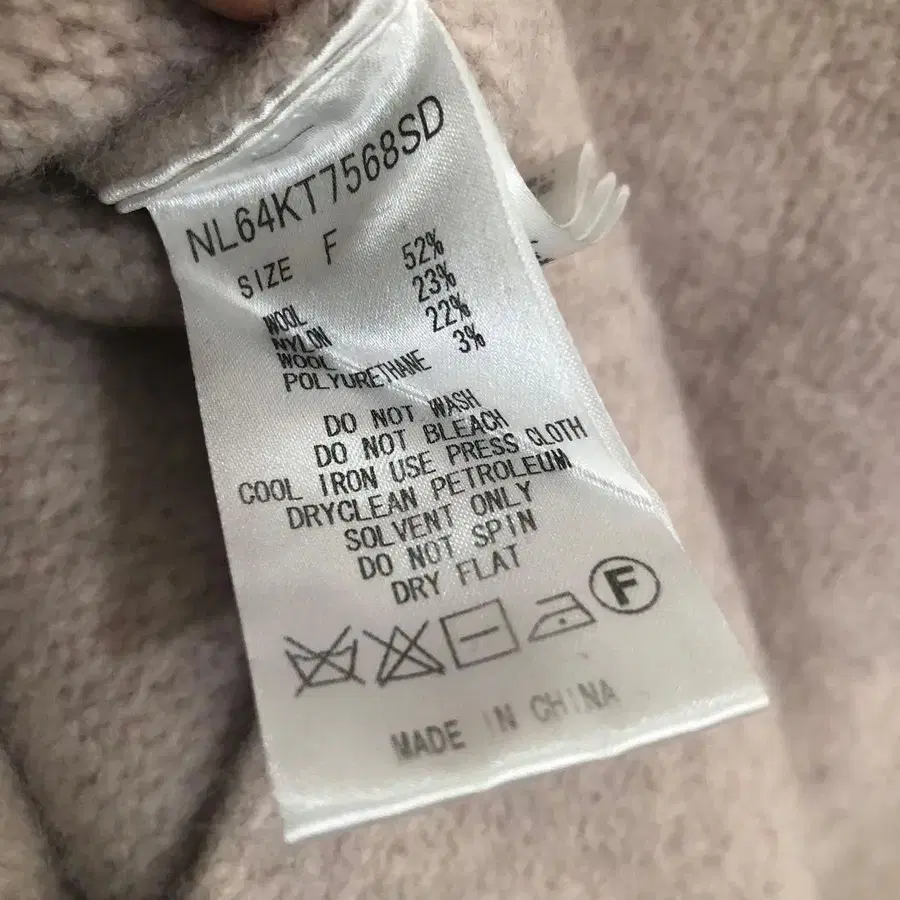 NL64KT7568SD
SIZE F
WOOL 52%
NYLON 23%
WOOL 22%
POLYURETHANE 3%
DO NOT WASH
DO NOT BLEACH
COOL IRON USE PRESS CLOTH
DRYCLEAN PETROLEUM
SOLVENT ONLY
DO NOT SPIN
DRY FLAT
F
MADE IN CHINA